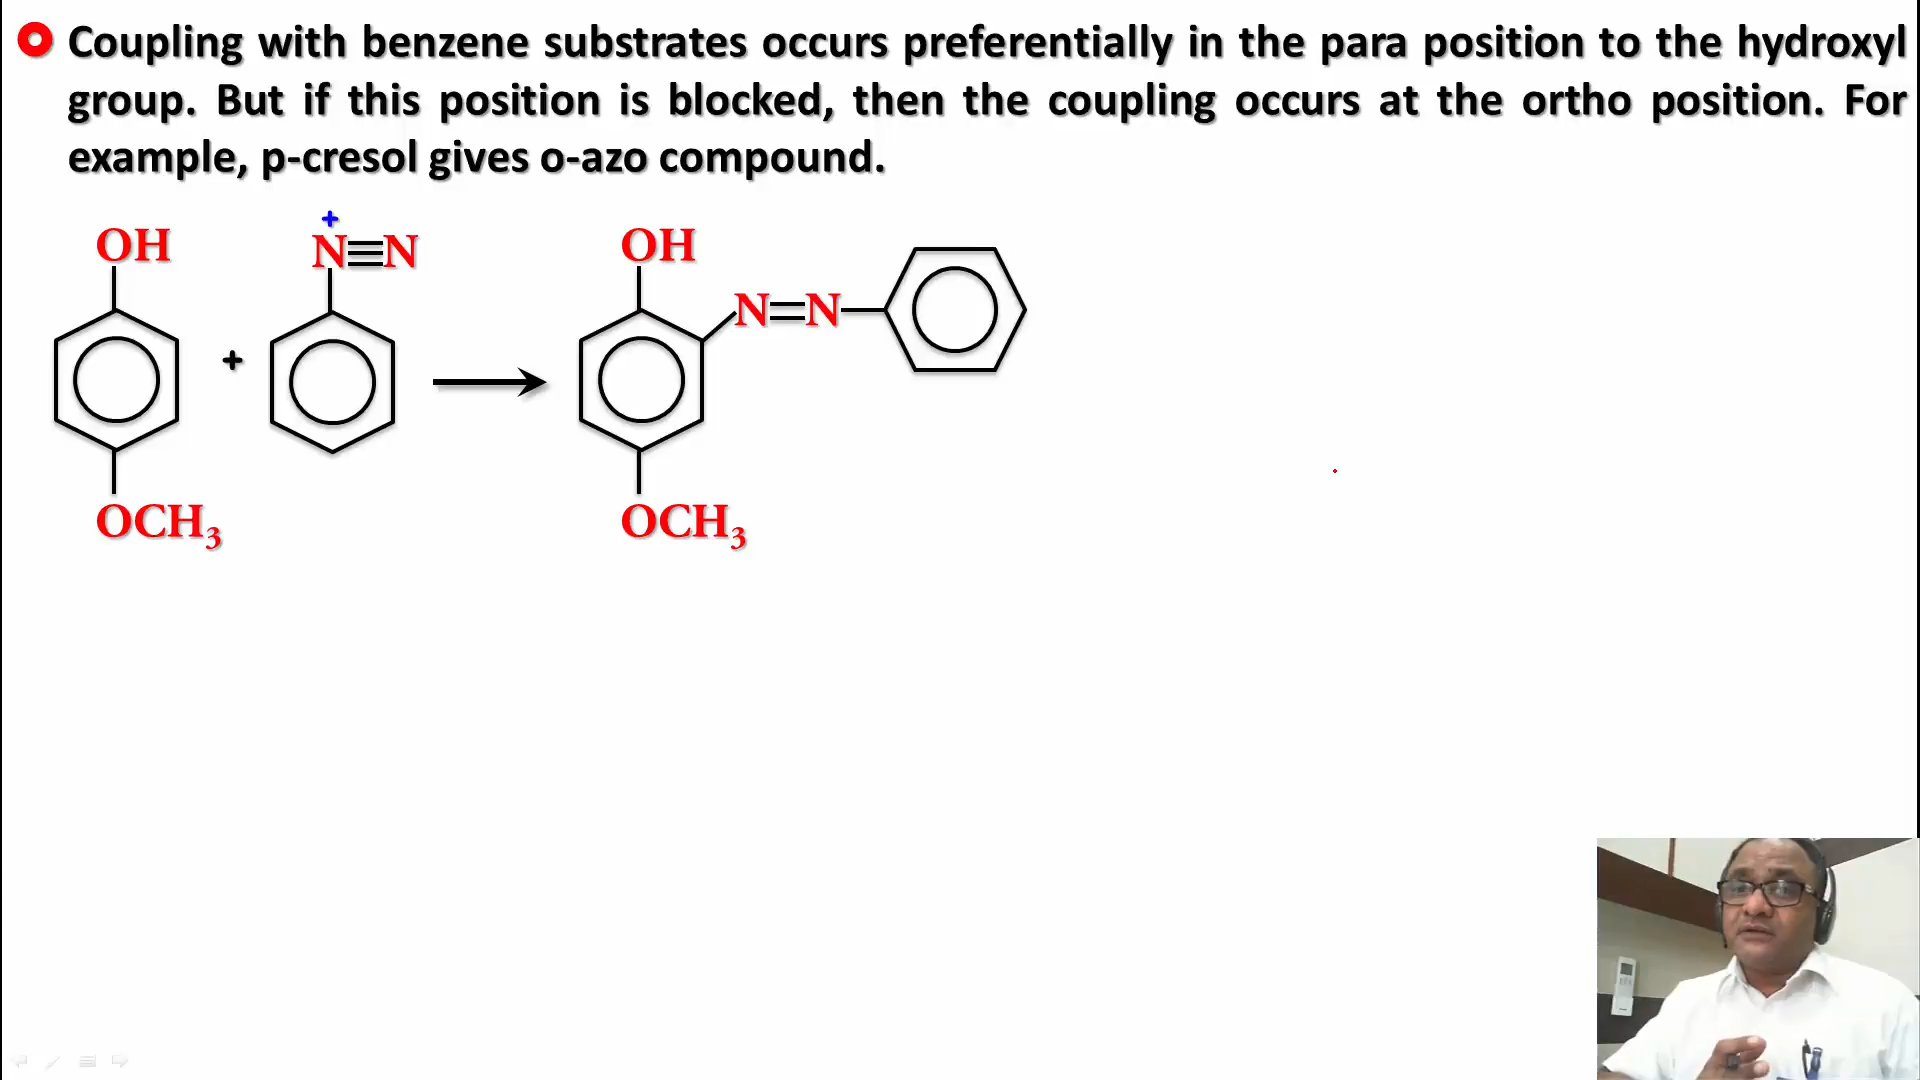 Coupling with benzene substrates occurs preferentially in the para position to the hydroxyl
group. But if this position is blocked, then the coupling occurs at the ortho position. For
example, p-cresol gives o-azo compound.
+
OH N≡N OH
N=N
+
OCH₃ OCH₃